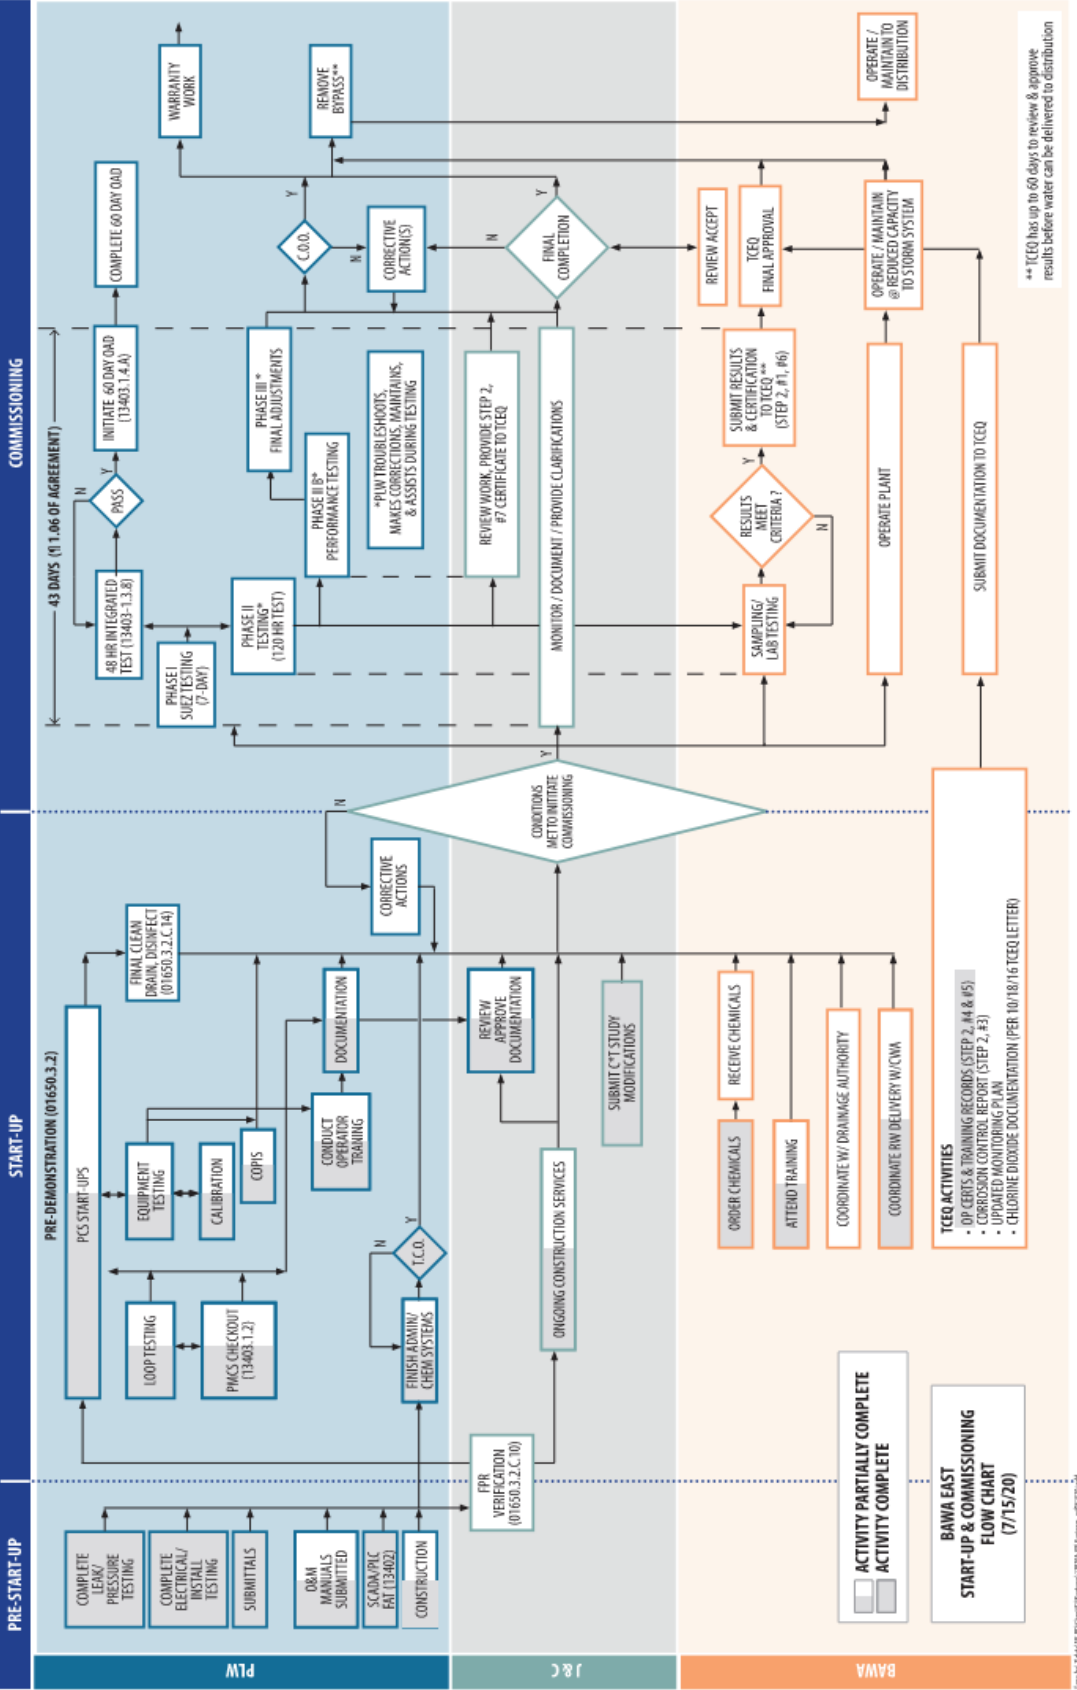 PRE-START-UP
START-UP
COMMISSIONING
PLW
J & C
BAWA
COMPLETE
LEAK/
PRESSURE
TESTING
COMPLETE
ELECTRICAL/
INSTALL
TESTING
SUBMITTALS
O&M
MANUALS
SUBMITTED
SCADA/PLC
FAT (13402)
CONSTRUCTION
FPR
VERIFICATION
(01650.3.2.C.10)
PRE-DEMONSTRATION (01650.3.2)
PCS START-UPS
LOOP TESTING
PMCS CHECKOUT
(13403.1.2)
EQUIPMENT
TESTING
CALIBRATION
COPIS
FINAL CLEAN
DRAIN, DISINFECT
(01650.3.2.C.14)
CONDUCT
OPERATOR
TRAINING
DOCUMENTATION
FINISH ADMIN/
CHEM SYSTEMS
N
T.C.O.
Y
CORRECTIVE
ACTIONS
N
REVIEW
APPROVE
DOCUMENTATION
ONGOING CONSTRUCTION SERVICES
SUBMIT C*T STUDY
MODIFICATIONS
CONDITIONS
MET TO INITITATE
COMMISSIONING
Y
ORDER CHEMICALS
RECEIVE CHEMICALS
ATTEND TRAINING
COORDINATE W/ DRAINAGE AUTHORITY
COORDINATE RW DELIVERY W/CWA
TCEQ ACTIVITIES
• OP CERTS & TRAINING RECORDS (STEP 2, #4 & #5)
• CORROSION CONTROL REPORT (STEP 2, #3)
• UPDATED MONITORING PLAN
• CHLORINE DIOXIDE DOCUMENTATION (PER 10/18/16 TCEQ LETTER)
43 DAYS (¶ 1.06 OF AGREEMENT)
48 HR INTEGRATED
TEST (13403-1.3.8)
N
PASS
Y
INITIATE 60 DAY OAD
(13403.1.4.A)
COMPLETE 60 DAY OAD
WARRANTY
WORK
PHASE I
SUEZ TESTING
(7-DAY)
PHASE II
TESTING*
(120 HR TEST)
PHASE II B*
PERFORMANCE TESTING
PHASE III *
FINAL ADJUSTMENTS
*PLW TROUBLESHOOTS,
MAKES CORRECTIONS, MAINTAINS,
& ASSISTS DURING TESTING
C.O.O.
Y
N
CORRECTIVE
ACTION(S)
REMOVE
BYPASS**
REVIEW WORK, PROVIDE STEP 2,
#7 CERTIFICATE TO TCEQ
MONITOR / DOCUMENT / PROVIDE CLARIFICATIONS
N
FINAL
COMPLETION
Y
REVIEW ACCEPT
SAMPLING/
LAB TESTING
RESULTS
MEET
CRITERIA ?
Y
N
SUBMIT RESULTS
& CERTIFICATION
TO TCEQ **
(STEP 2, #1, #6)
TCEQ
FINAL APPROVAL
OPERATE PLANT
OPERATE / MAINTAIN
@ REDUCED CAPACITY
TO STORM SYSTEM
OPERATE /
MAINTAIN TO
DISTRIBUTION
SUBMIT DOCUMENTATION TO TCEQ
** TCEQ has up to 60 days to review & approve
results before water can be delivered to distribution
ACTIVITY PARTIALLY COMPLETE
ACTIVITY COMPLETE
BAWA EAST
START-UP & COMMISSIONING
FLOW CHART
(7/15/20)